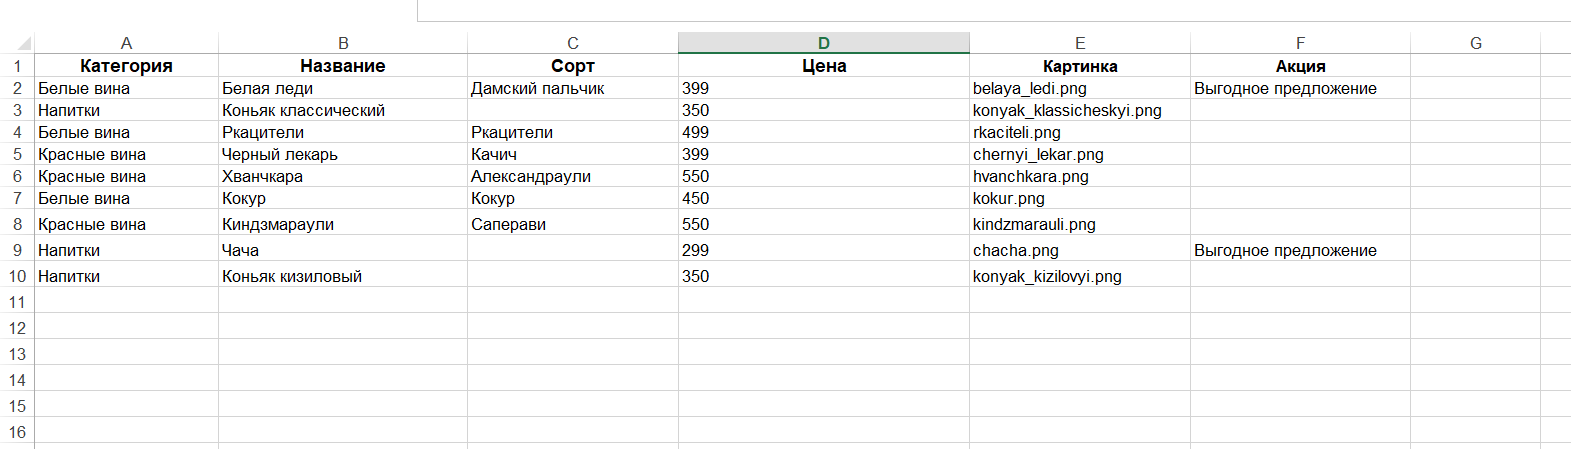 A B C D E F G
1 Категория Название Сорт Цена Картинка Акция
2 Белые вина Белая леди Дамский пальчик 399 belaya_ledi.png Выгодное предложение
3 Напитки Коньяк классический 350 konyak_klassicheskyi.png
4 Белые вина Ркацители Ркацители 499 rkaciteli.png
5 Красные вина Черный лекарь Качич 399 chernyi_lekar.png
6 Красные вина Хванчкара Александраули 550 hvanchkara.png
7 Белые вина Кокур Кокур 450 kokur.png
8 Красные вина Киндзмараули Саперави 550 kindzmarauli.png
9 Напитки Чача 299 chacha.png Выгодное предложение
10 Напитки Коньяк кизиловый 350 konyak_kizilovyi.png
11
12
13
14
15
16